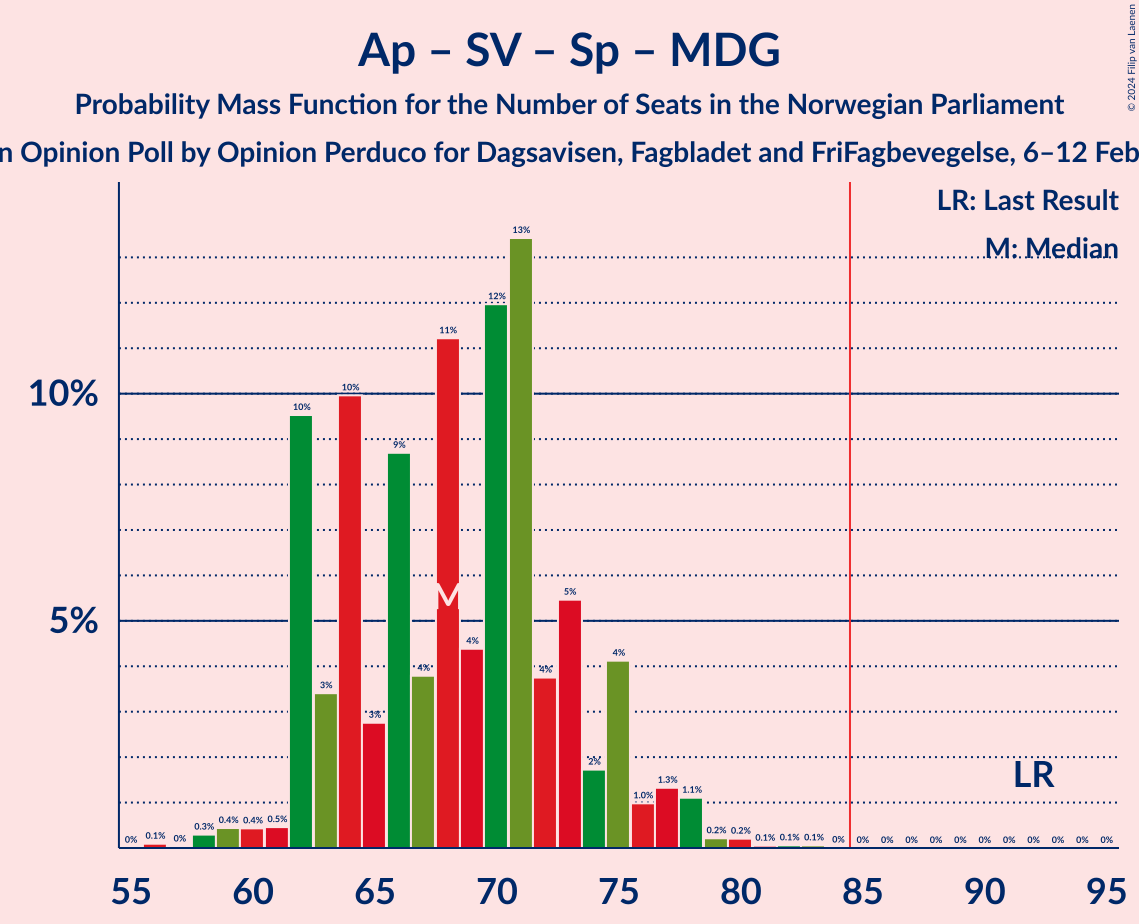 Ap – SV – Sp – MDG
Probability Mass Function for the Number of Seats in the Norwegian Parliament
n Opinion Poll by Opinion Perduco for Dagsavisen, Fagbladet and FriFagbevegelse, 6–12 Feb
© 2024 Filip van Laenen
LR: Last Result
M: Median
13%
12%
11%
10%
10%
10%
9%
M
5%
5%
4%
4%
4%
4%
3%
3%
2%
LR
0% 0.1% 0% 0.3% 0.4% 0.4% 0.5% 1.0% 1.3% 1.1% 0.2% 0.2% 0.1% 0.1% 0.1% 0% 0% 0% 0% 0% 0% 0% 0% 0% 0% 0% 0%
55 60 65 70 75 80 85 90 95